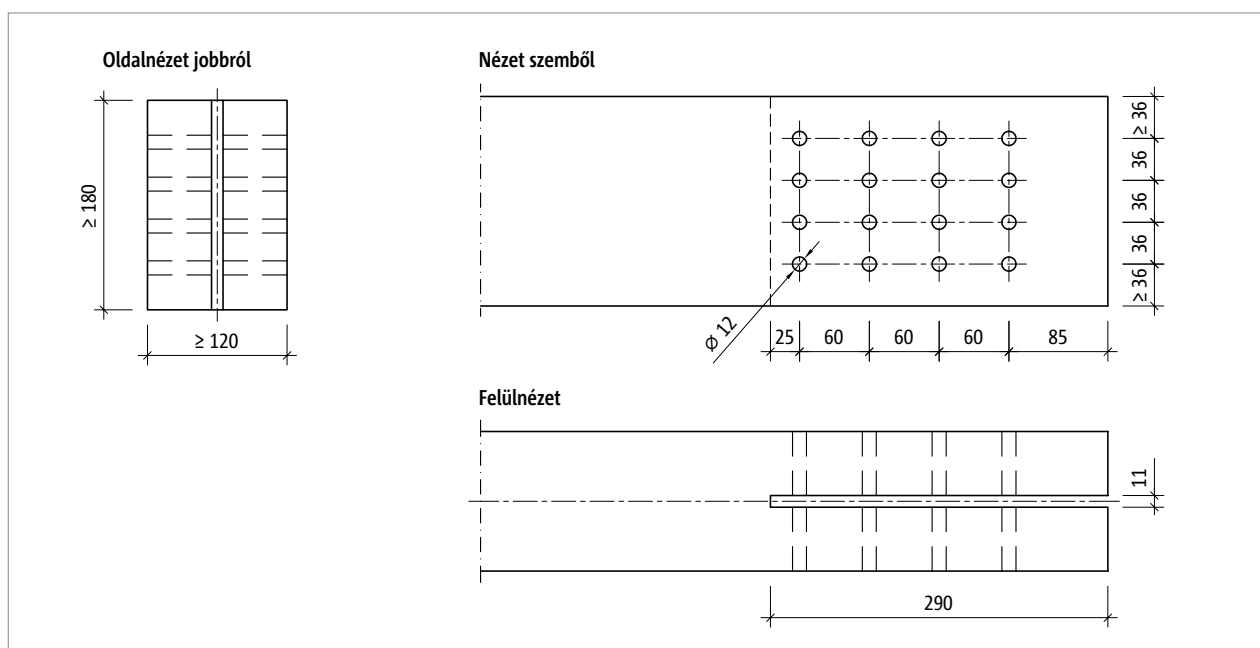 Oldalnézet jobbról
≥ 180
≥ 120
Nézet szemből
≥ 36
36
36
36
≥ 36
Ø 12
25 60 60 60 85
Felülnézet
11
290